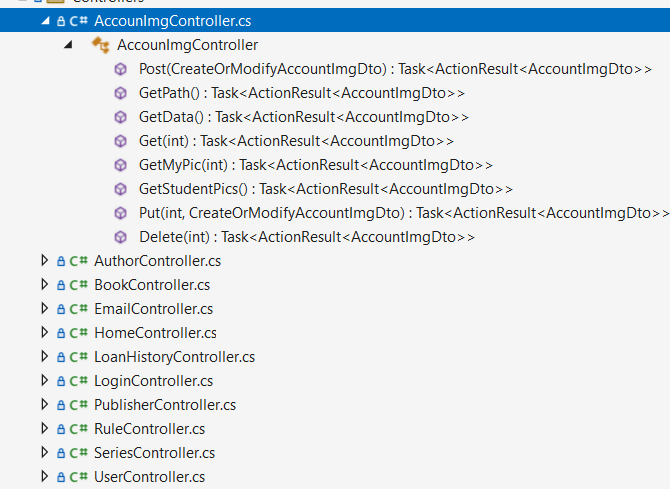 Controllers
C# AccounImgController.cs
AccounImgController
Post(CreateOrModifyAccountImgDto) : Task<ActionResult<AccountImgDto>>
GetPath() : Task<ActionResult<AccountImgDto>>
GetData() : Task<ActionResult<AccountImgDto>>
Get(int) : Task<ActionResult<AccountImgDto>>
GetMyPic(int) : Task<ActionResult<AccountImgDto>>
GetStudentPics() : Task<ActionResult<AccountImgDto>>
Put(int, CreateOrModifyAccountImgDto) : Task<ActionResult<AccountImgDto>>
Delete(int) : Task<ActionResult<AccountImgDto>>
C# AuthorController.cs
C# BookController.cs
C# EmailController.cs
C# HomeController.cs
C# LoanHistoryController.cs
C# LoginController.cs
C# PublisherController.cs
C# RuleController.cs
C# SeriesController.cs
C# UserController.cs